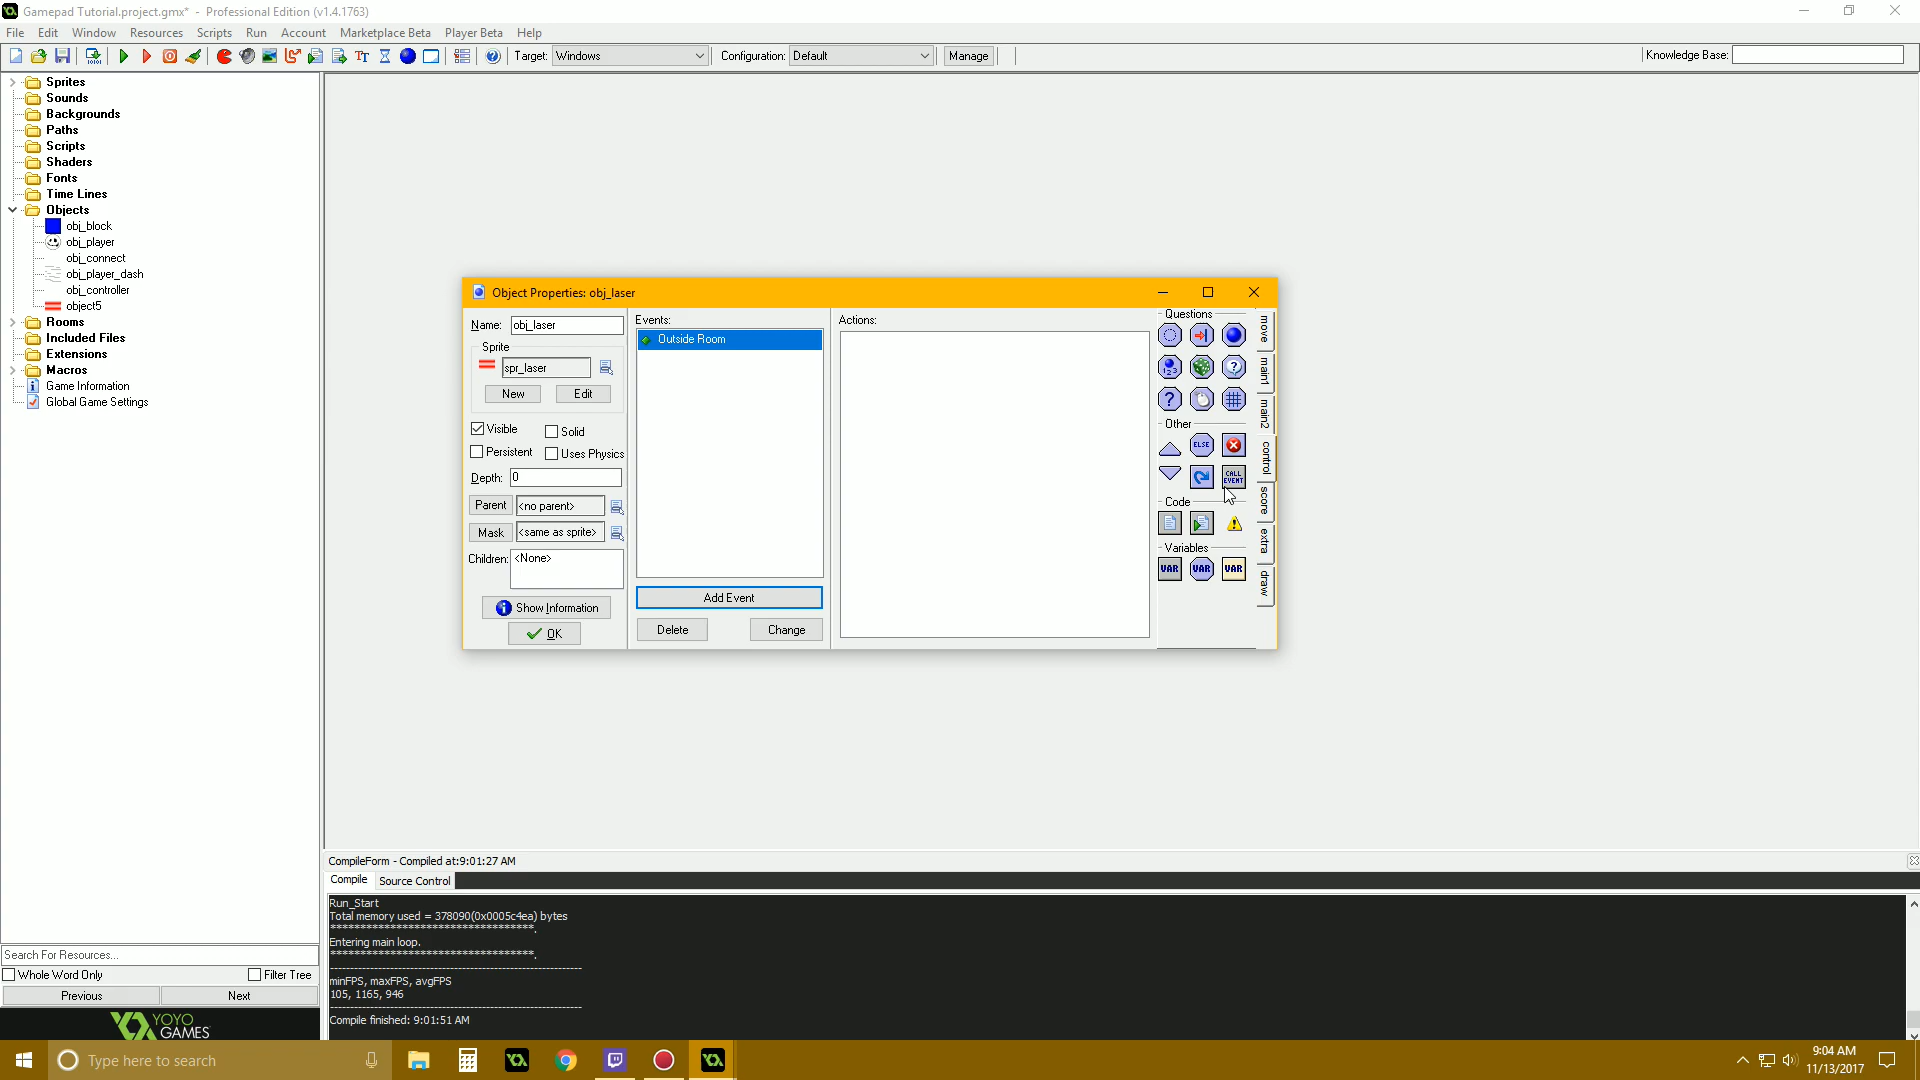 Gamepad Tutorial.project.gmx* - Professional Edition (v1.4.1763)
File Edit Window Resources Scripts Run Account Marketplace Beta Player Beta Help
Target: Windows Configuration: Default Manage Knowledge Base:
Sprites
Sounds
Backgrounds
Paths
Scripts
Shaders
Fonts
Time Lines
Objects
obj_block
obj_player
obj_connect
obj_player_dash
obj_controller
object5
Rooms
Included Files
Extensions
Macros
Game Information
Global Game Settings
Object Properties: obj_laser
Name: obj_laser
Sprite
spr_laser
New Edit
Visible Solid
Persistent Uses Physics
Depth: 0
Parent <no parent>
Mask <same as sprite>
Children: <None>
Show Information
OK
Events:
Outside Room
Add Event
Delete Change
Actions:
Questions
Other
ELSE
CALL EVENT
Code
Variables
VAR VAR VAR
move
main1
main2
control
score
extra
draw
CompileForm - Compiled at:9:01:27 AM
Compile Source Control
Run_Start
Total memory used = 378090(0x0005c4ea) bytes
***********************************.
Entering main loop.
***********************************.
minFPS, maxFPS, avgFPS
105, 1165, 946
Compile finished: 9:01:51 AM
Search For Resources...
Whole Word Only Filter Tree
Previous Next
YOYO
GAMES
Type here to search
9:04 AM
11/13/2017